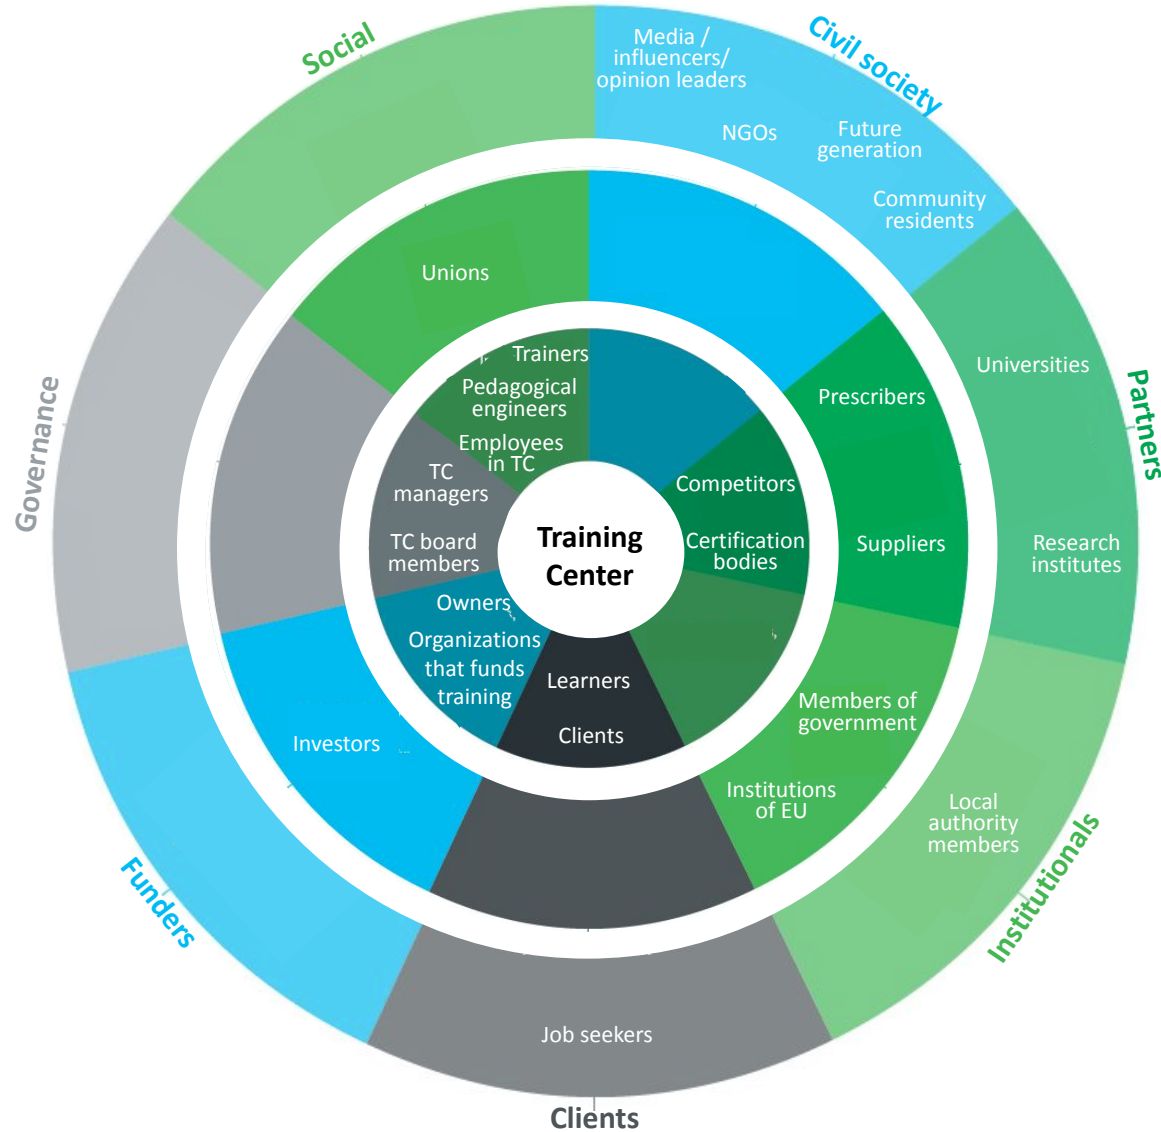 Social
Civil society
Media /
influencers/
opinion leaders
NGOs
Future
generation
Community
residents
Unions
Governance
Universities
Partners
Trainers
Pedagogical
engineers
Prescribers
Employees
in TC
TC
managers
Competitors
TC board
members
Training
Center
Certification
bodies
Suppliers
Research
institutes
Owners
Organizations
that funds
training
Learners
Clients
Members of
government
Investors
Institutions
of EU
Local
authority
members
Funders
Institutionals
Job seekers
Clients